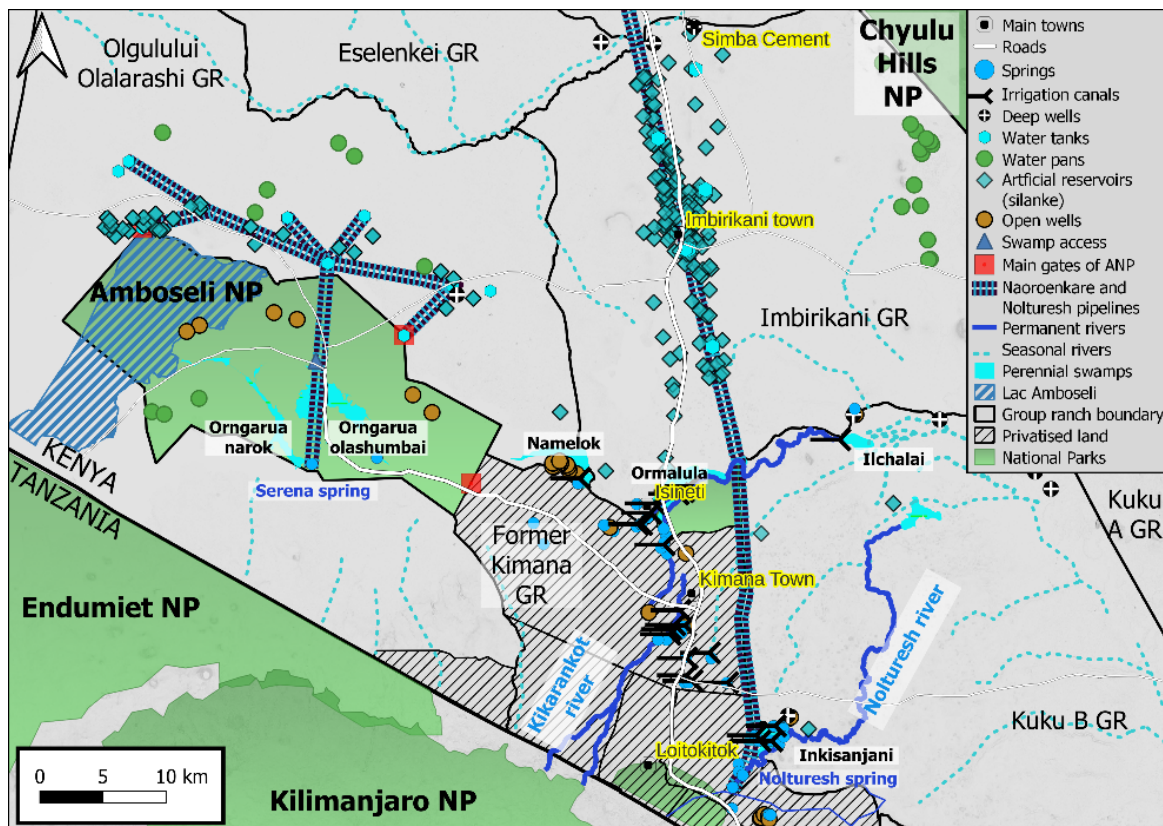 Olgulului
Olalarashi GR
Eselenkei GR
Simba Cement
Chyulu
Hills
NP
Main towns
Roads
Springs
Irrigation canals
Deep wells
Water tanks
Water pans
Artficial reservoirs
(silanke)
Open wells
Swamp access
Main gates of ANP
Naoroenkare and
Nolturesh pipelines
Permanent rivers
Seasonal rivers
Perennial swamps
Lac Amboseli
Group ranch boundary
Privatised land
National Parks
Imbirikani town
Amboseli NP
Imbirikani GR
Orngarua
narok
Orngarua
olashumbai
Namelok
Ormalula
Isineti
Ilchalai
KENYA
TANZANIA
Serena spring
Kuku
A GR
Former
Kimana
GR
Kimana Town
Endumiet NP
Kikarankot
river
Nolturesh river
Kuku B GR
Loitokitok
Inkisanjani
Nolturesh spring
0 5 10 km
Kilimanjaro NP